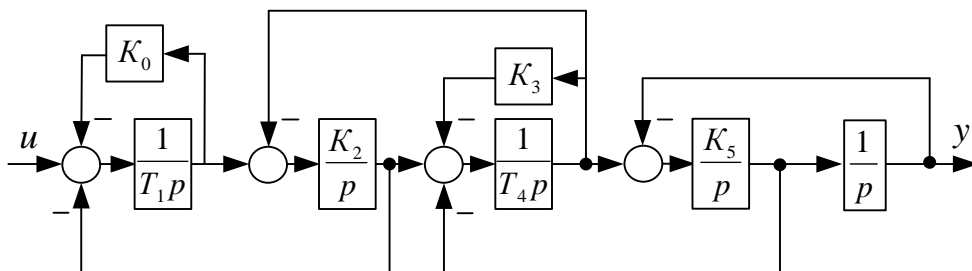 K₀
K₃
u
− − − − −
1/(T₁p)
K₂/p
1/(T₄p)
K₅/p
1/p
y
− −